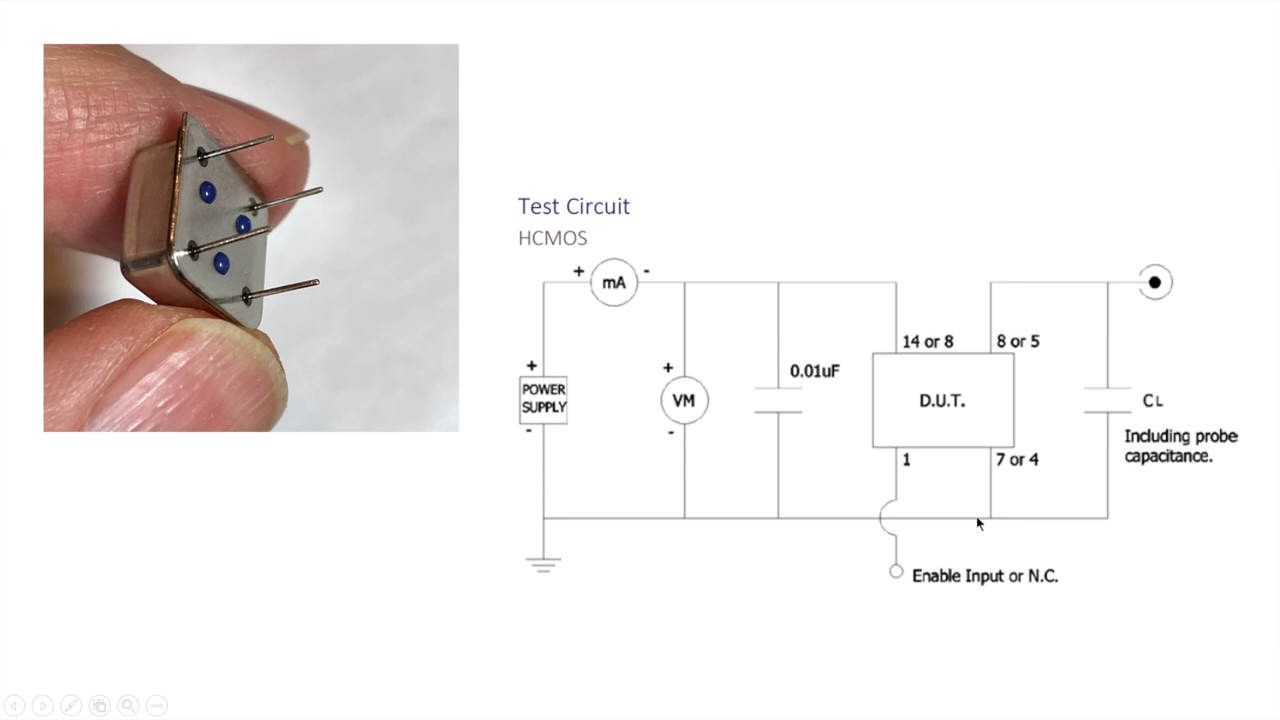 Test Circuit
HCMOS
+ mA -
14 or 8
8 or 5
+
POWER
SUPPLY
-
+
VM
-
0.01uF
D.U.T.
CL
Including probe
capacitance.
1
7 or 4
Enable Input or N.C.